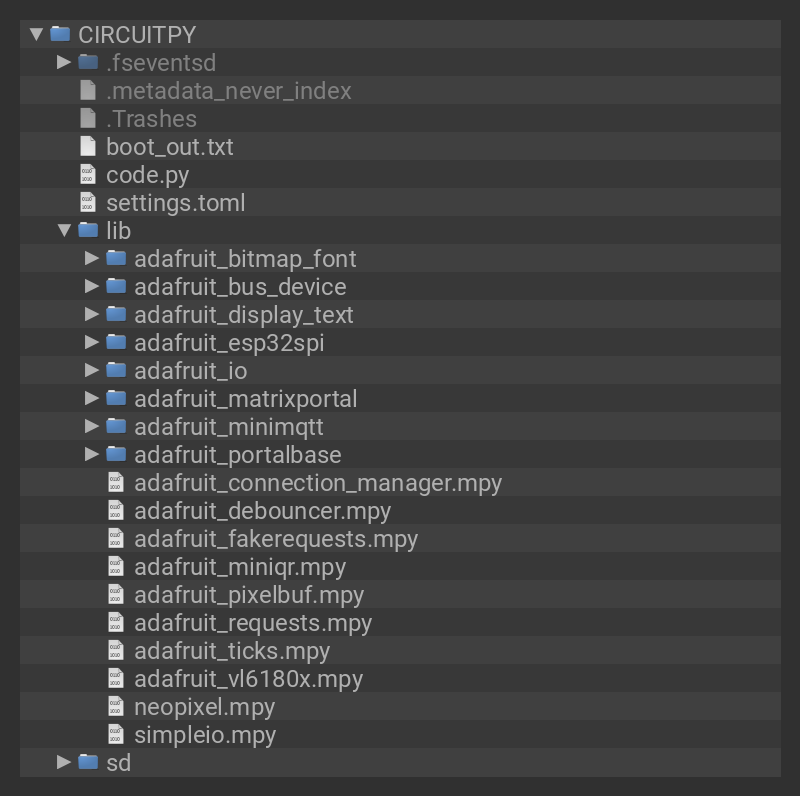 CIRCUITPY
.fseventsd
.metadata_never_index
.Trashes
boot_out.txt
code.py
settings.toml
lib
adafruit_bitmap_font
adafruit_bus_device
adafruit_display_text
adafruit_esp32spi
adafruit_io
adafruit_matrixportal
adafruit_minimqtt
adafruit_portalbase
adafruit_connection_manager.mpy
adafruit_debouncer.mpy
adafruit_fakerequests.mpy
adafruit_miniqr.mpy
adafruit_pixelbuf.mpy
adafruit_requests.mpy
adafruit_ticks.mpy
adafruit_vl6180x.mpy
neopixel.mpy
simpleio.mpy
sd